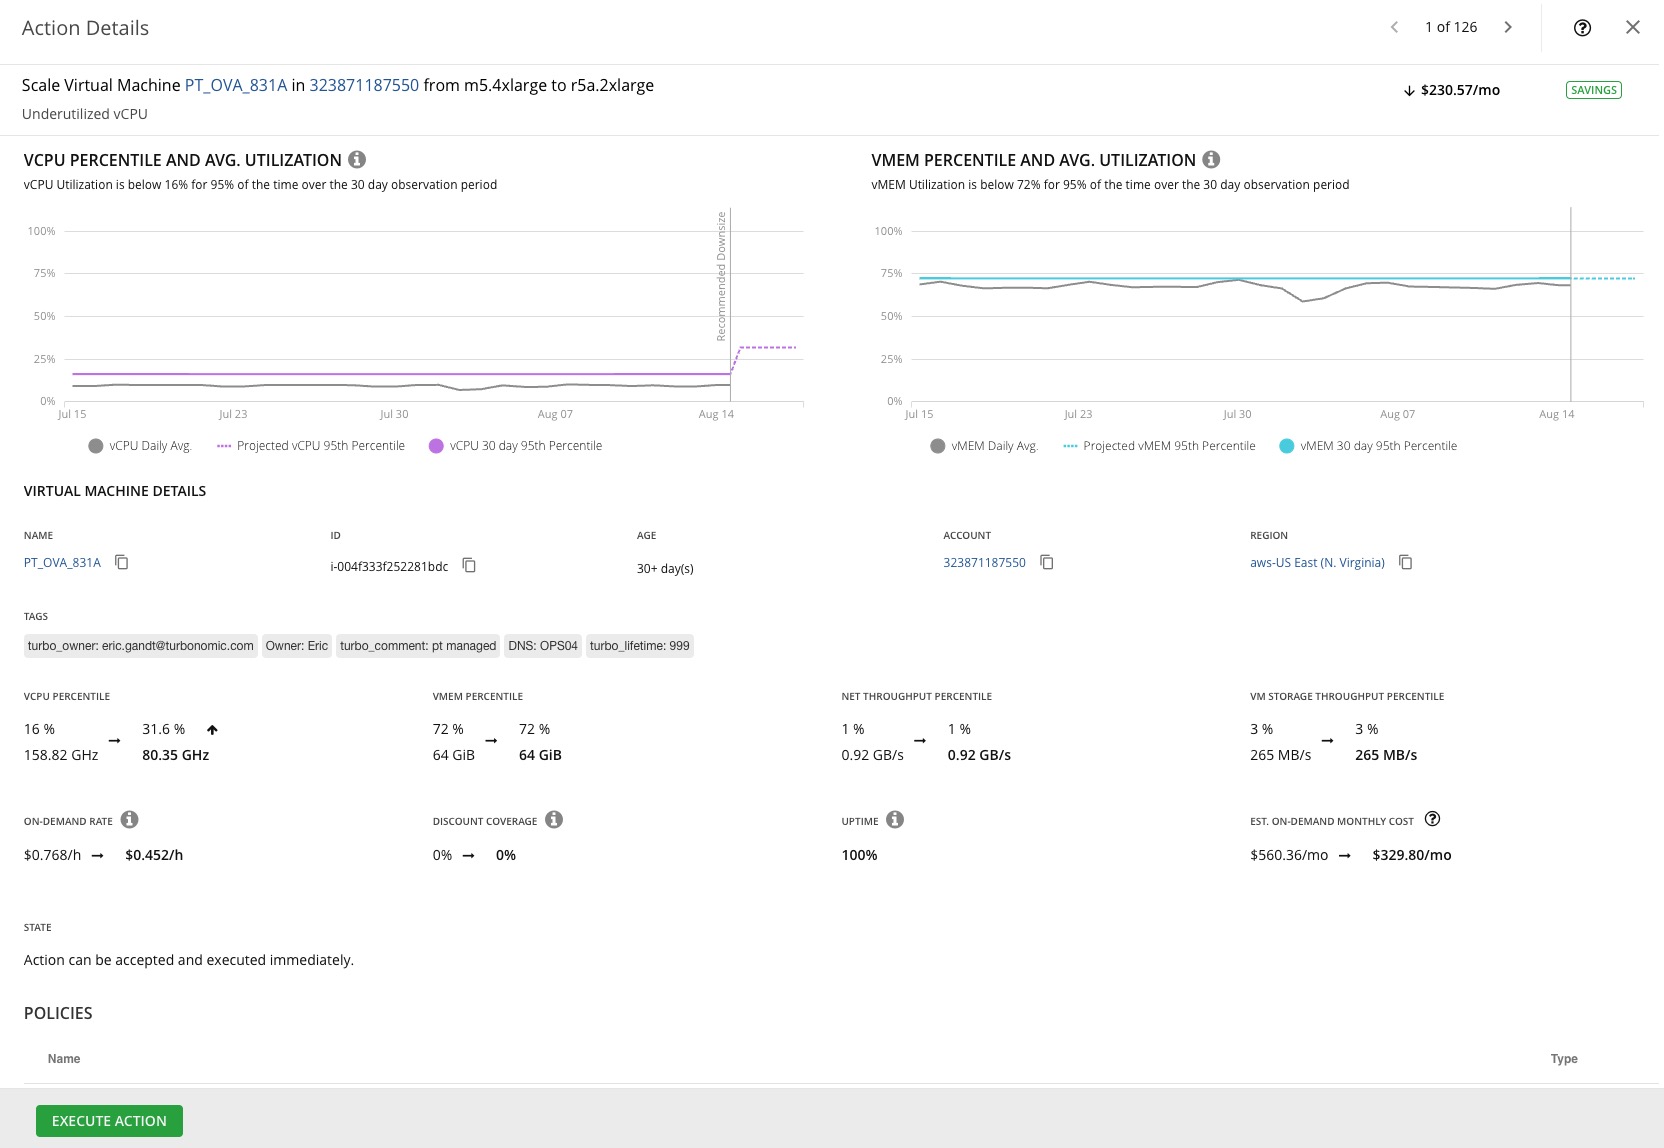 Action Details
1 of 126
Scale Virtual Machine PT_OVA_831A in 323871187550 from m5.4xlarge to r5a.2xlarge
↓ $230.57/mo
SAVINGS
Underutilized vCPU
VCPU PERCENTILE AND AVG. UTILIZATION
vCPU Utilization is below 16% for 95% of the time over the 30 day observation period
100%
75%
50%
25%
0%
Recommended Downsize
Jul 15 Jul 23 Jul 30 Aug 07 Aug 14
vCPU Daily Avg. Projected vCPU 95th Percentile vCPU 30 day 95th Percentile
VMEM PERCENTILE AND AVG. UTILIZATION
vMEM Utilization is below 72% for 95% of the time over the 30 day observation period
100%
75%
50%
25%
0%
Jul 15 Jul 23 Jul 30 Aug 07 Aug 14
vMEM Daily Avg. Projected vMEM 95th Percentile vMEM 30 day 95th Percentile
VIRTUAL MACHINE DETAILS
NAME ID AGE ACCOUNT REGION
PT_OVA_831A i-004f333f252281bdc 30+ day(s) 323871187550 aws-US East (N. Virginia)
TAGS
turbo_owner: eric.gandt@turbonomic.com Owner: Eric turbo_comment: pt managed DNS: OPS04 turbo_lifetime: 999
VCPU PERCENTILE VMEM PERCENTILE NET THROUGHPUT PERCENTILE VM STORAGE THROUGHPUT PERCENTILE
16 % → 31.6 % ↑ 72 % → 72 % 1 % → 1 % 3 % → 3 %
158.82 GHz 80.35 GHz 64 GiB 64 GiB 0.92 GB/s 0.92 GB/s 265 MB/s 265 MB/s
ON-DEMAND RATE DISCOUNT COVERAGE UPTIME EST. ON-DEMAND MONTHLY COST
$0.768/h → $0.452/h 0% → 0% 100% $560.36/mo → $329.80/mo
STATE
Action can be accepted and executed immediately.
POLICIES
Name Type
EXECUTE ACTION